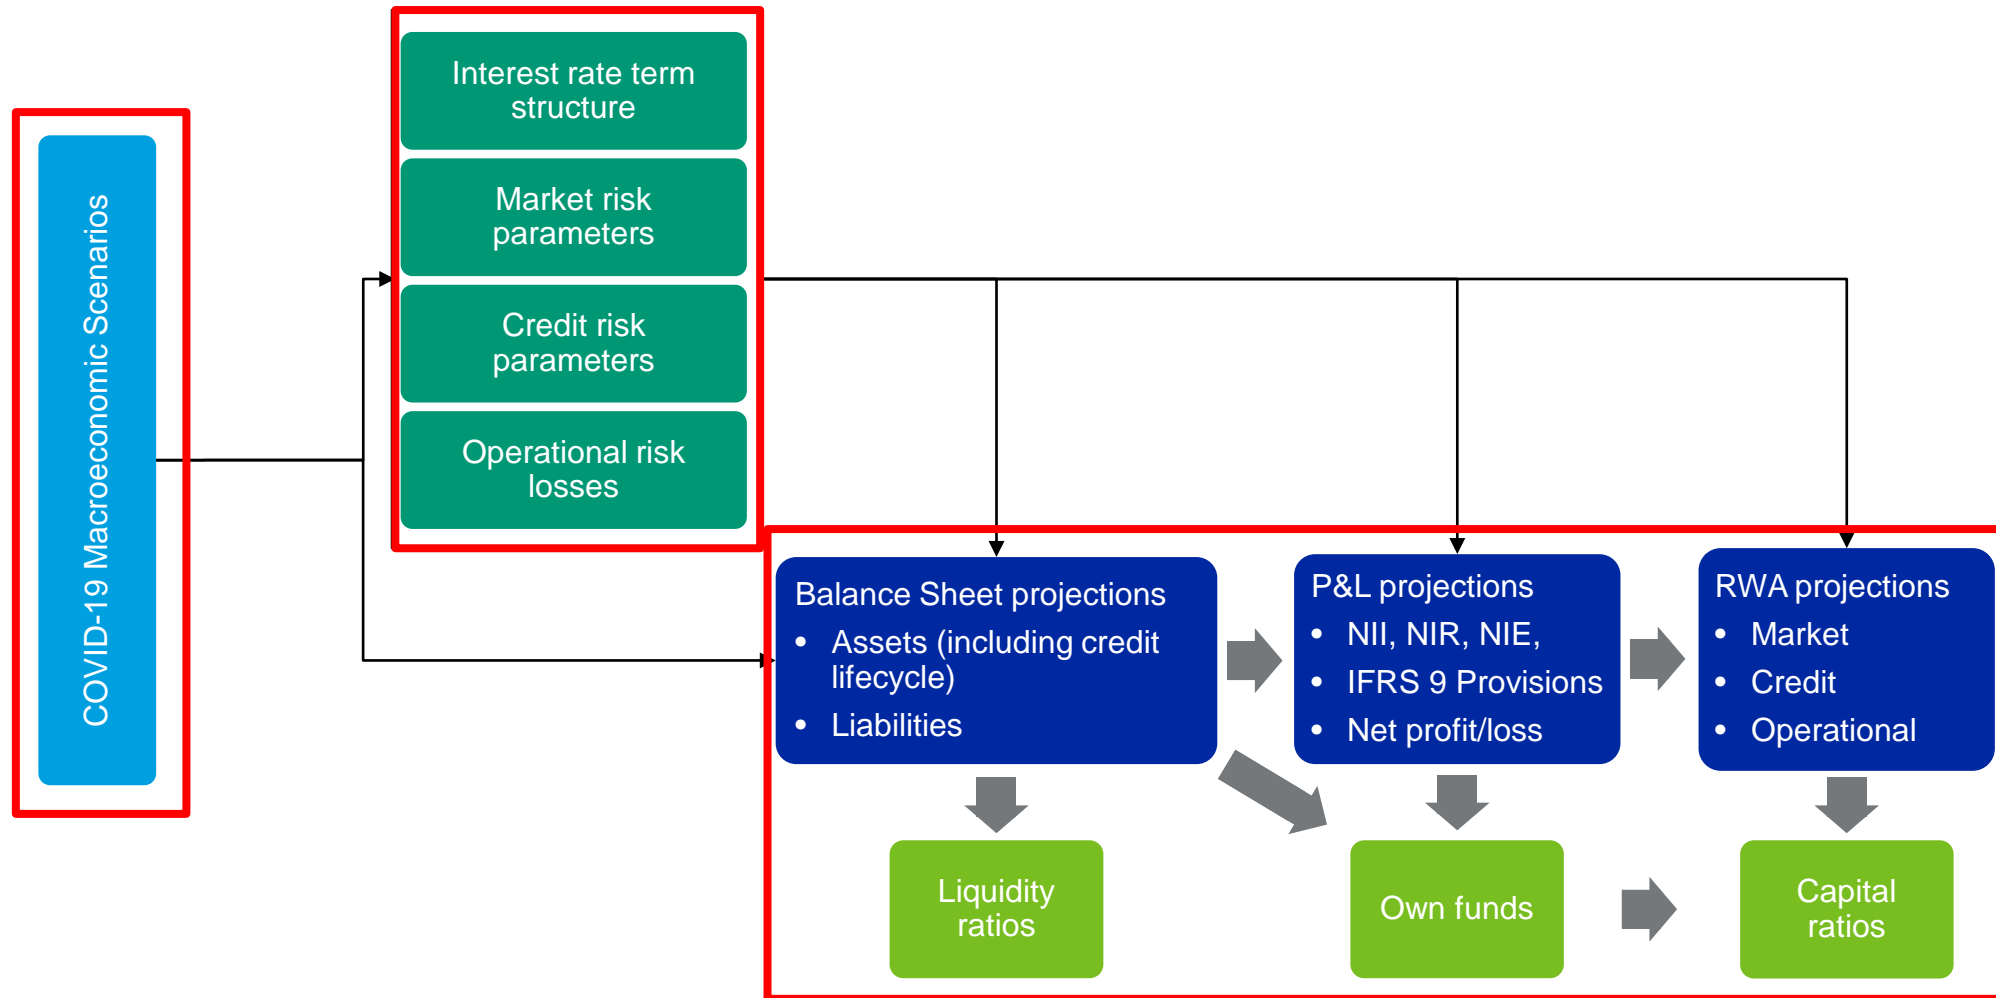 COVID-19 Macroeconomic Scenarios
Interest rate term
structure
Market risk
parameters
Credit risk
parameters
Operational risk
losses
Balance Sheet projections
• Assets (including credit
lifecycle)
• Liabilities
P&L projections
• NII, NIR, NIE,
• IFRS 9 Provisions
• Net profit/loss
RWA projections
• Market
• Credit
• Operational
Liquidity
ratios
Own funds
Capital
ratios